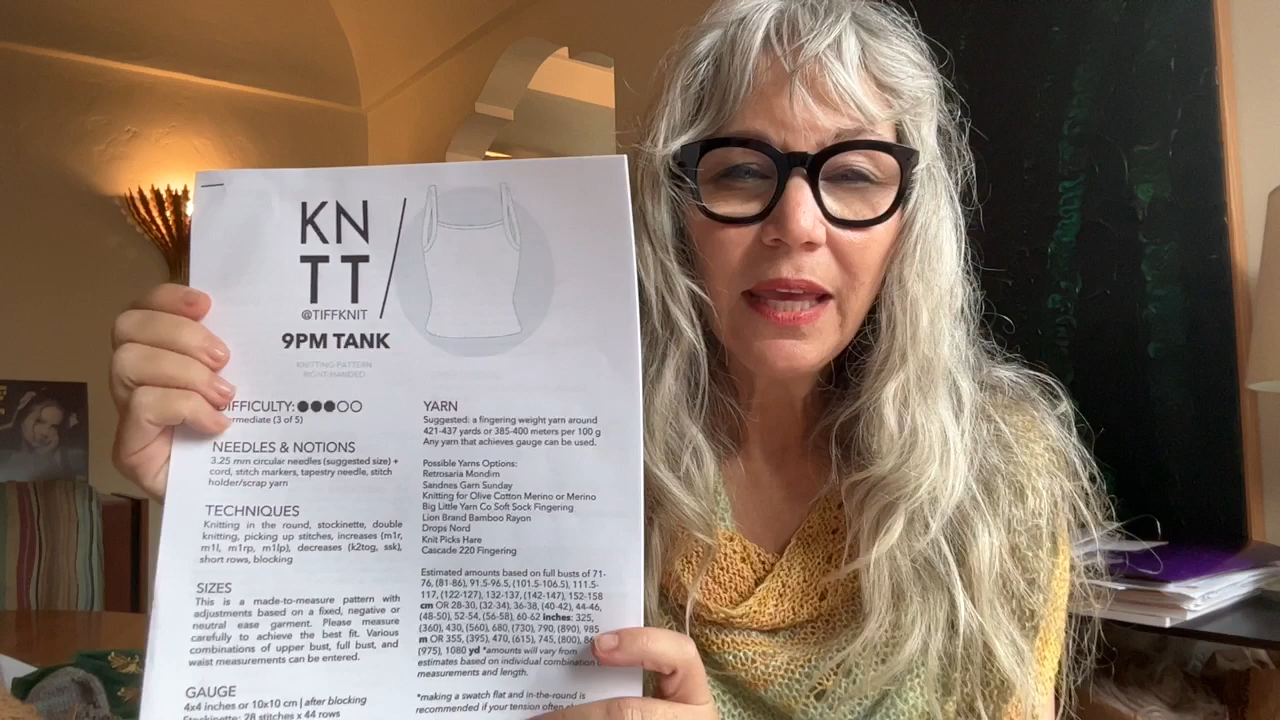 KN
TT
@TIFFKNIT
9PM TANK
KNITTING PATTERN
RIGHT-HANDED
DIFFICULTY:
(3 of 5)
NEEDLES & NOTIONS
3.25 mm circular needles (suggested size) +
cord, stitch markers, tapestry needle, stitch
holder/scrap yarn
TECHNIQUES
Knitting in the round, stockinette, double
knitting, picking up stitches, increases (m1r,
m1l, m1rp, m1lp), decreases (k2tog, ssk),
short rows, blocking
SIZES
This is a made-to-measure pattern with
adjustments based on a fixed, negative or
neutral ease garment. Please measure
carefully to achieve the best fit. Various
combinations of upper bust, full bust, and
waist measurements can be entered.
GAUGE
4x4 inches or 10x10 cm | after blocking
Stockinette: 28 stitches x 44 rows
YARN
Suggested: a fingering weight yarn around
421-437 yards or 385-400 meters per 100 g
Any yarn that achieves gauge can be used.
Possible Yarns Options:
Retrosaria Mondim
Sandnes Garn Sunday
Knitting for Olive Cotton Merino or Merino
Big Little Yarn Co Soft Sock Fingering
Lion Brand Bamboo Rayon
Drops Nord
Knit Picks Hare
Cascade 220 Fingering
Estimated amounts based on full busts of 71-
76, (81-86), 91.5-96.5, (101.5-106.5), 111.5-
117, (122-127), 132-137, (142-147), 152-158
cm OR 28-30, (32-34), 36-38, (40-42), 44-46,
(48-50), 52-54, (56-58), 60-62 inches: 325,
(360), 430, (560), 680, (730), 790, (890), 985
m OR 355, (395), 470, (615), 745, (800),
(975), 1080 yd *amounts will vary from
estimates based on individual combination
measurements and length.
*making a swatch flat and in-the-round is
recommended if your tension often